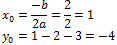 x₀ = −b/2a = 2/2 = 1
y₀ = 1 − 2 − 3 = −4